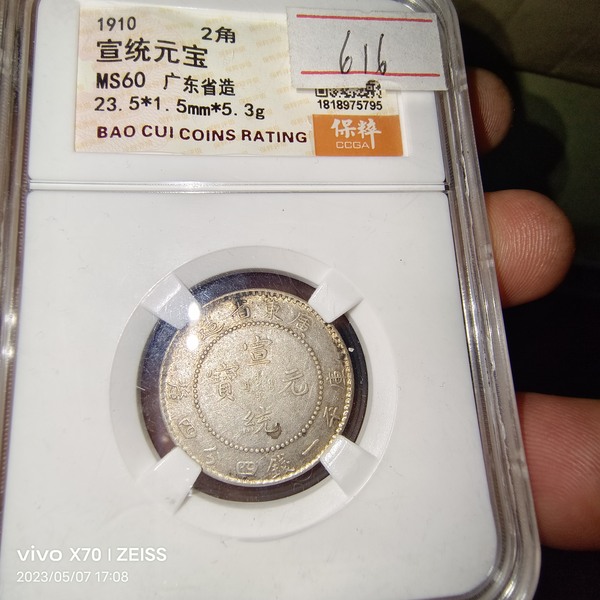 1910 2角
宣统元宝
MS60 广东省造
23.5*1.5mm*5.3g
BAO CUI COINS RATING
616
1818975795
保粹
CCGA
廣東省造
宣統元寶
庫平一錢四分四釐
vivo X70 | ZEISS
2023/05/07 17:08